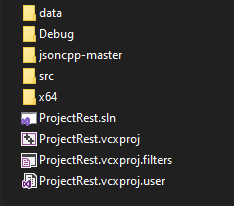 data
Debug
jsoncpp-master
src
x64
ProjectRest.sln
ProjectRest.vcxproj
ProjectRest.vcxproj.filters
ProjectRest.vcxproj.user